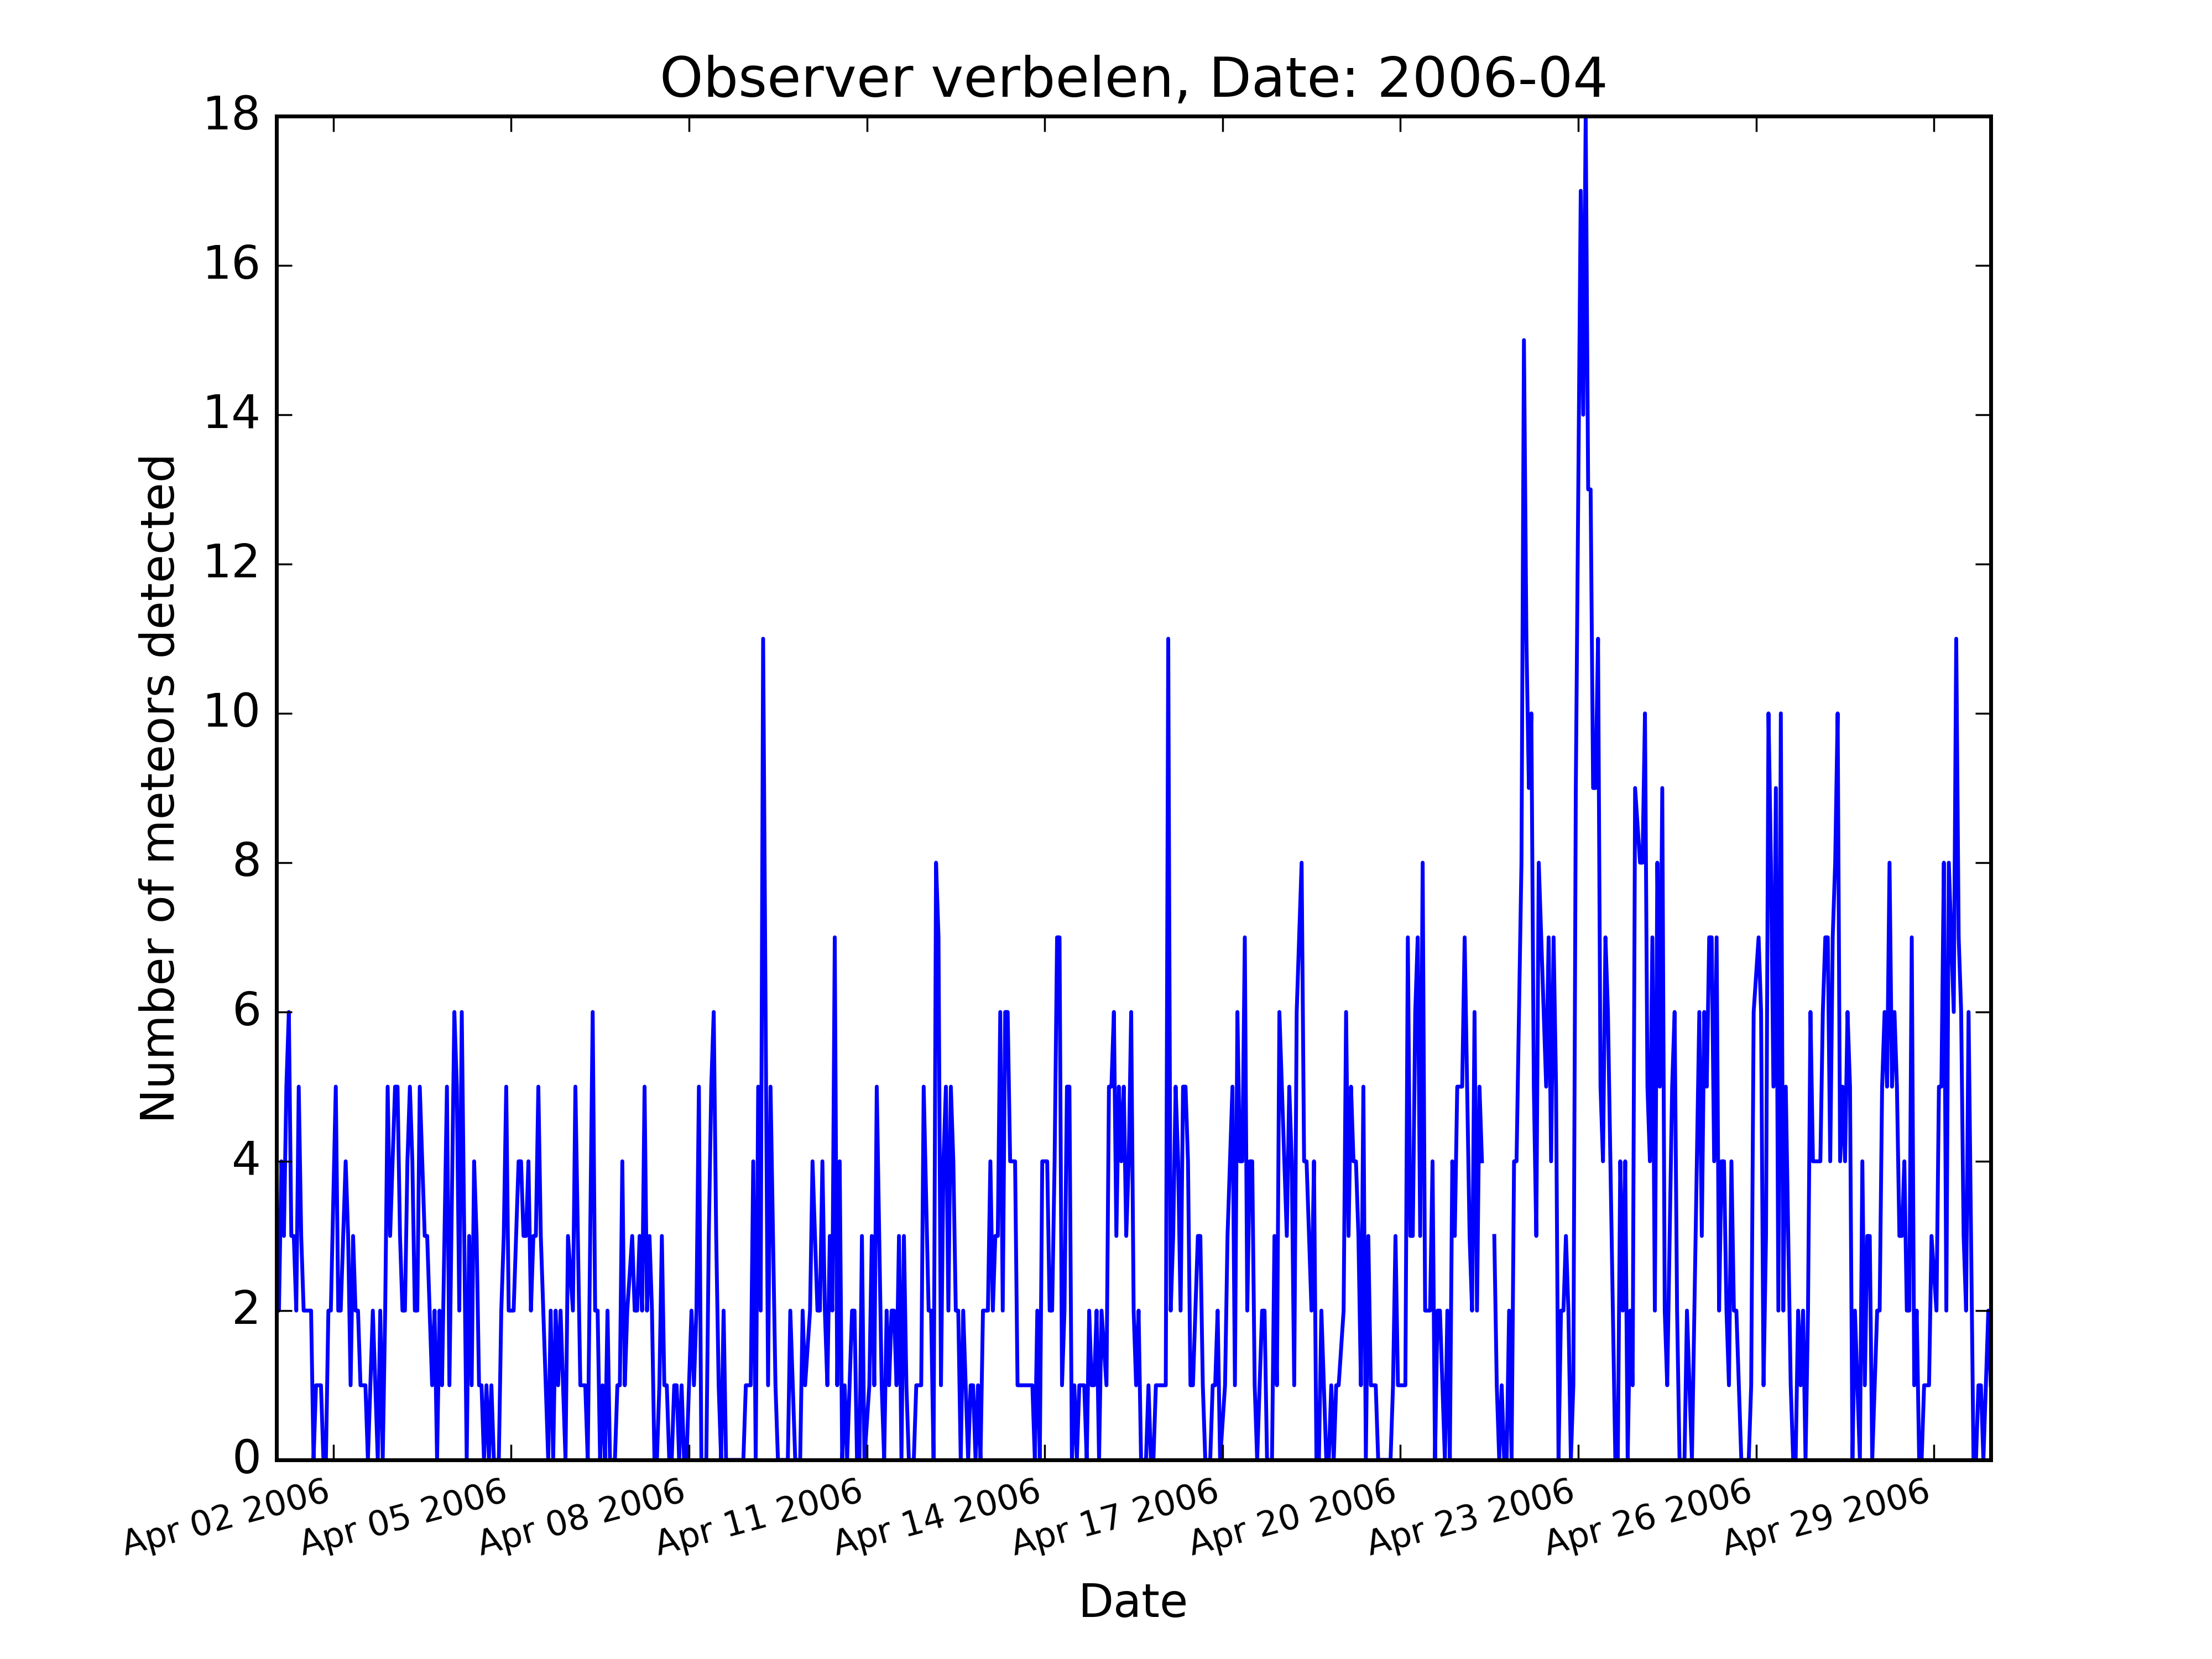 Observer verbelen, Date: 2006-04
Number of meteors detected
18
16
14
12
10
8
6
4
2
0
Apr 02 2006
Apr 05 2006
Apr 08 2006
Apr 11 2006
Apr 14 2006
Apr 17 2006
Apr 20 2006
Apr 23 2006
Apr 26 2006
Apr 29 2006
Date